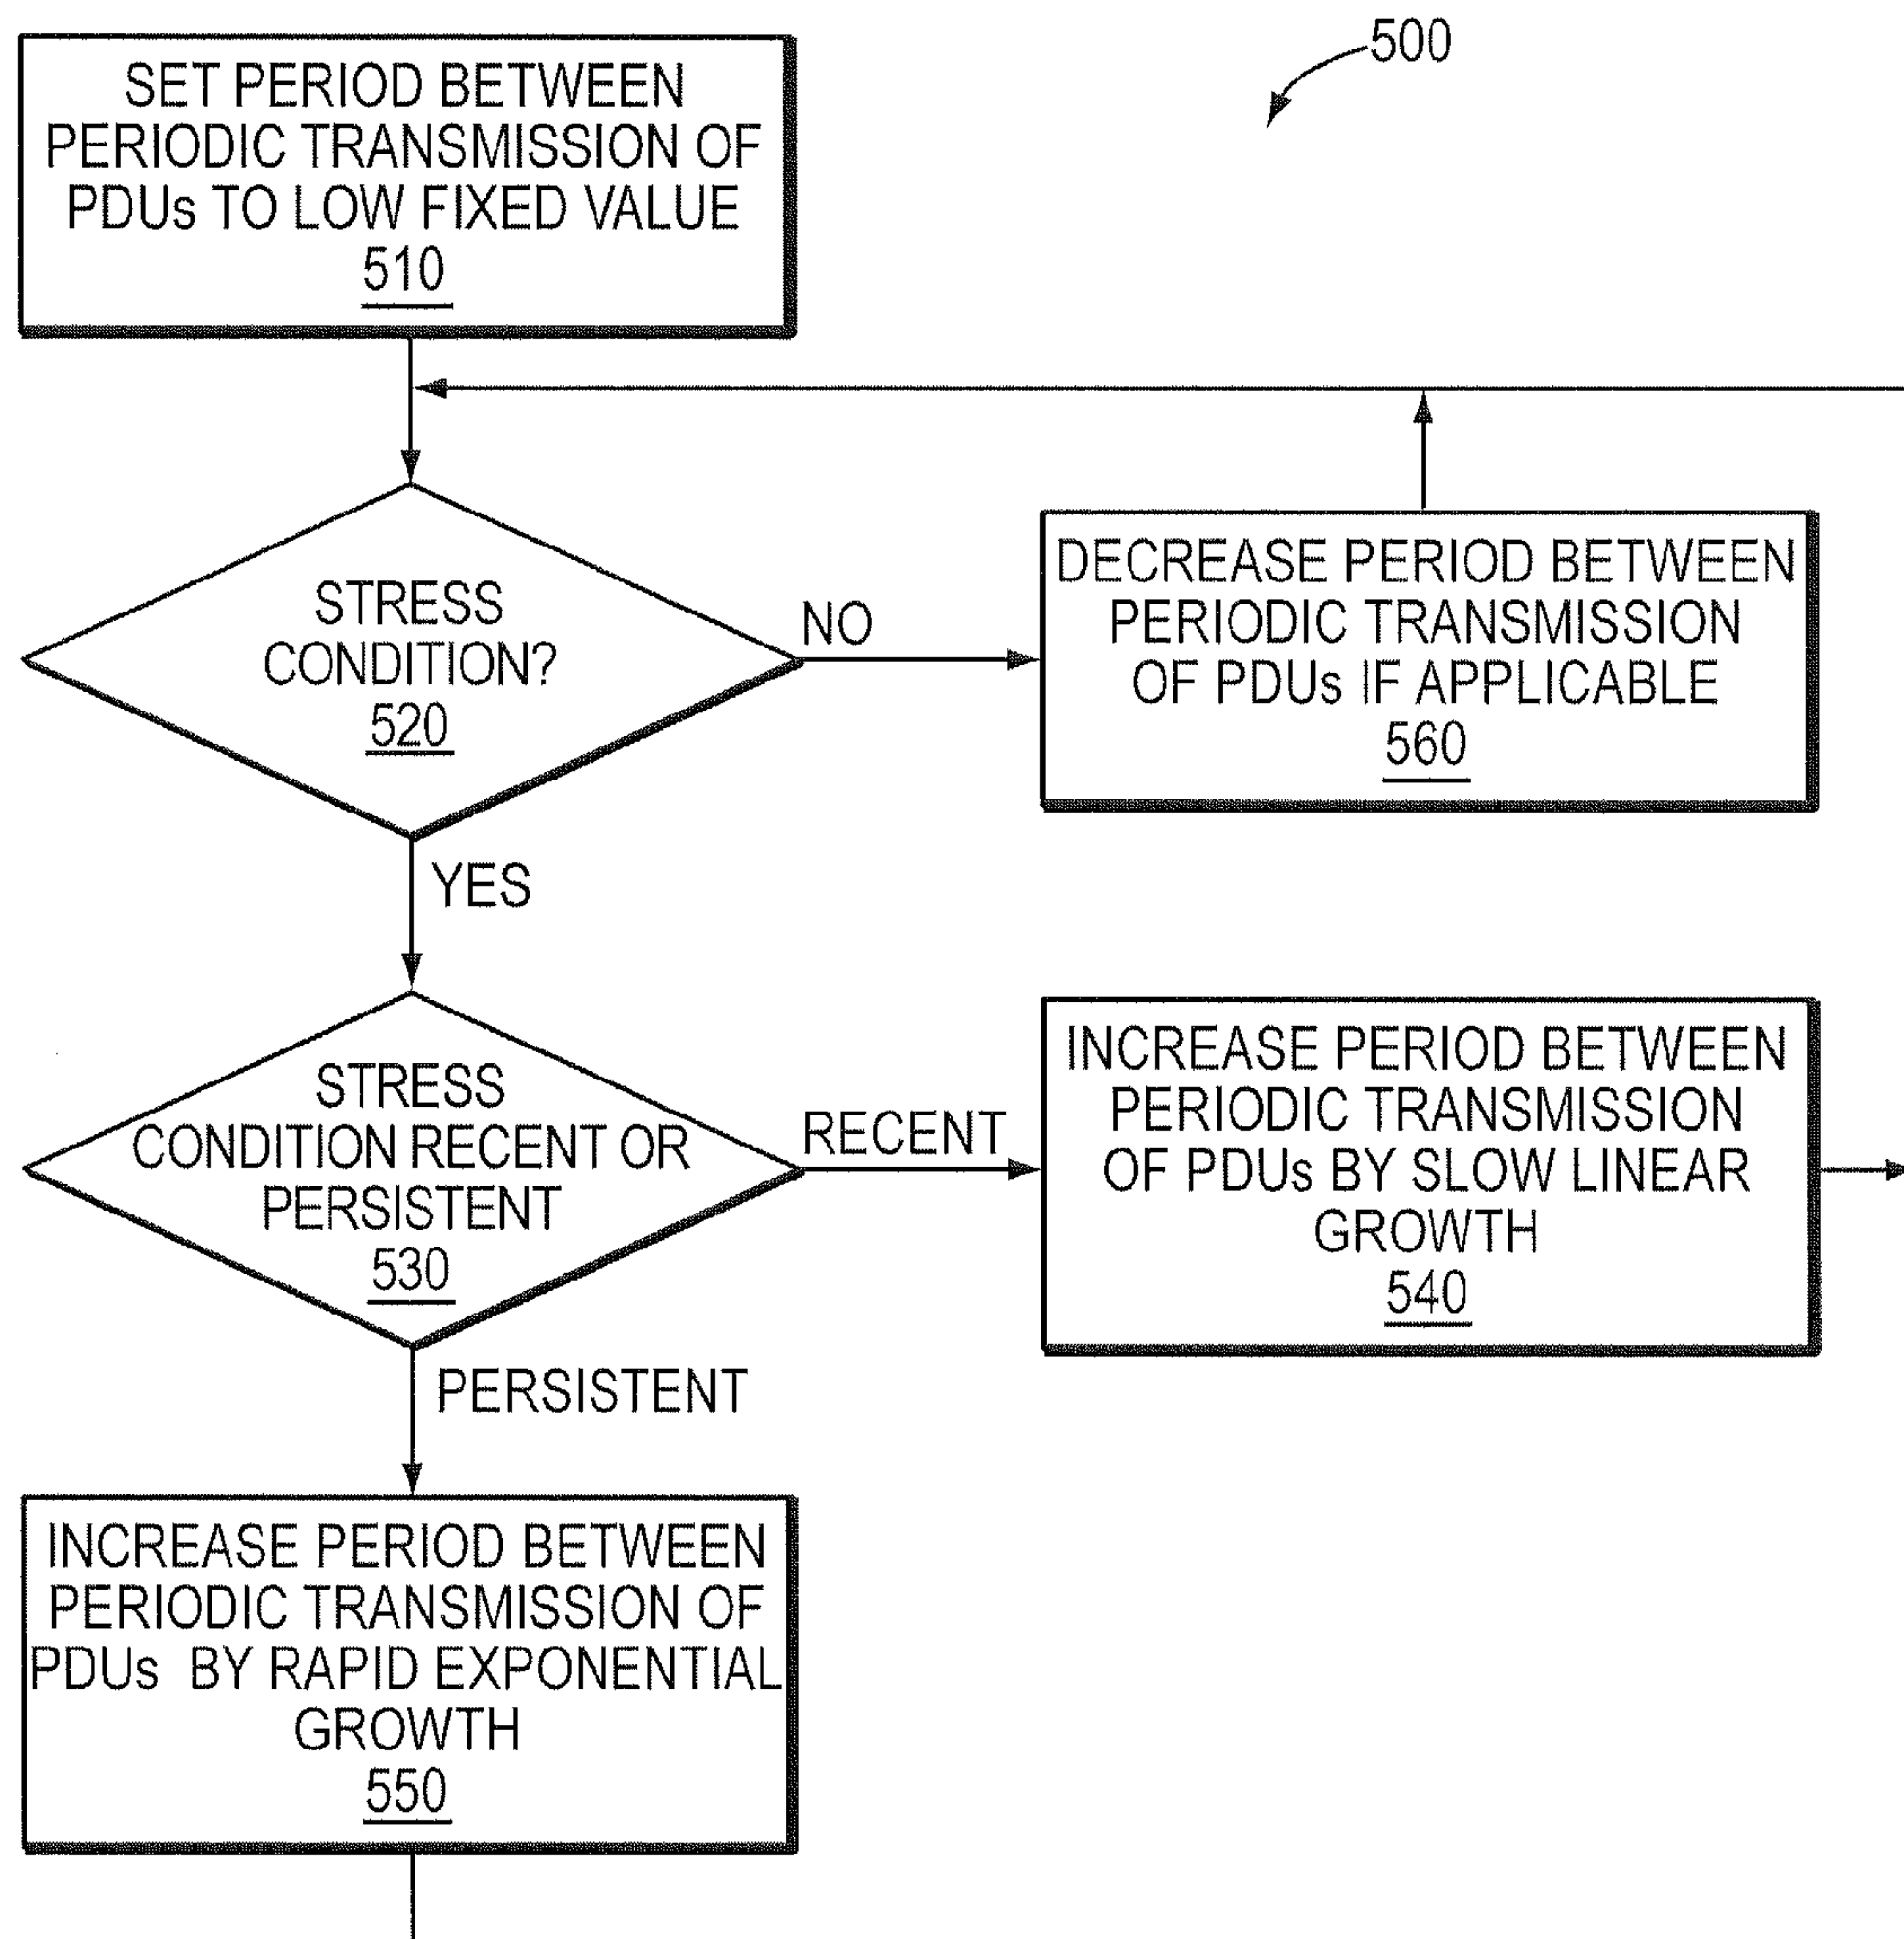 500
SET PERIOD BETWEEN
PERIODIC TRANSMISSION OF
PDUs TO LOW FIXED VALUE
510
STRESS
CONDITION?
520
NO
DECREASE PERIOD BETWEEN
PERIODIC TRANSMISSION
OF PDUs IF APPLICABLE
560
YES
STRESS
CONDITION RECENT OR
PERSISTENT
530
RECENT
INCREASE PERIOD BETWEEN
PERIODIC TRANSMISSION
OF PDUs BY SLOW LINEAR
GROWTH
540
PERSISTENT
INCREASE PERIOD BETWEEN
PERIODIC TRANSMISSION OF
PDUs BY RAPID EXPONENTIAL
GROWTH
550